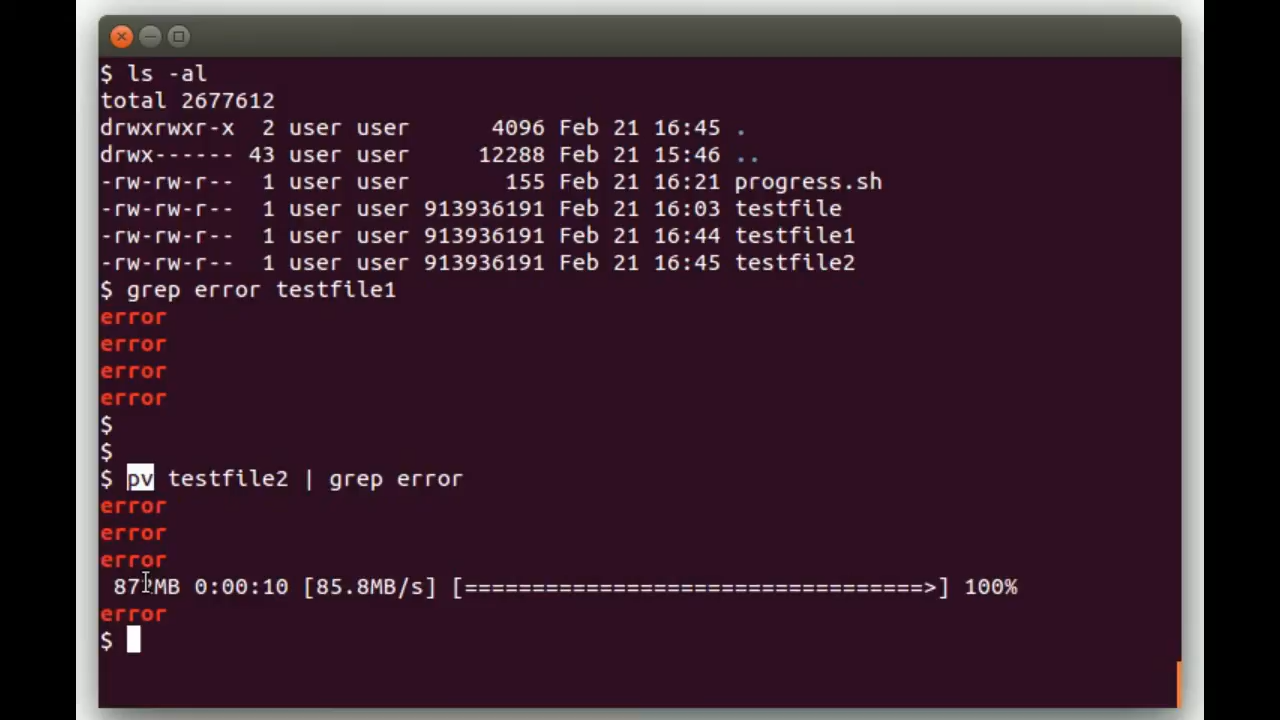 $ ls -al
total 2677612
drwxrwxr-x  2 user user      4096 Feb 21 16:45 .
drwx------ 43 user user     12288 Feb 21 15:46 ..
-rw-rw-r--  1 user user       155 Feb 21 16:21 progress.sh
-rw-rw-r--  1 user user 913936191 Feb 21 16:03 testfile
-rw-rw-r--  1 user user 913936191 Feb 21 16:44 testfile1
-rw-rw-r--  1 user user 913936191 Feb 21 16:45 testfile2
$ grep error testfile1
error
error
error
error
$
$
$ pv testfile2 | grep error
error
error
error
0:00:10 [85.8MB/s] [==================================>] 100%
error
$